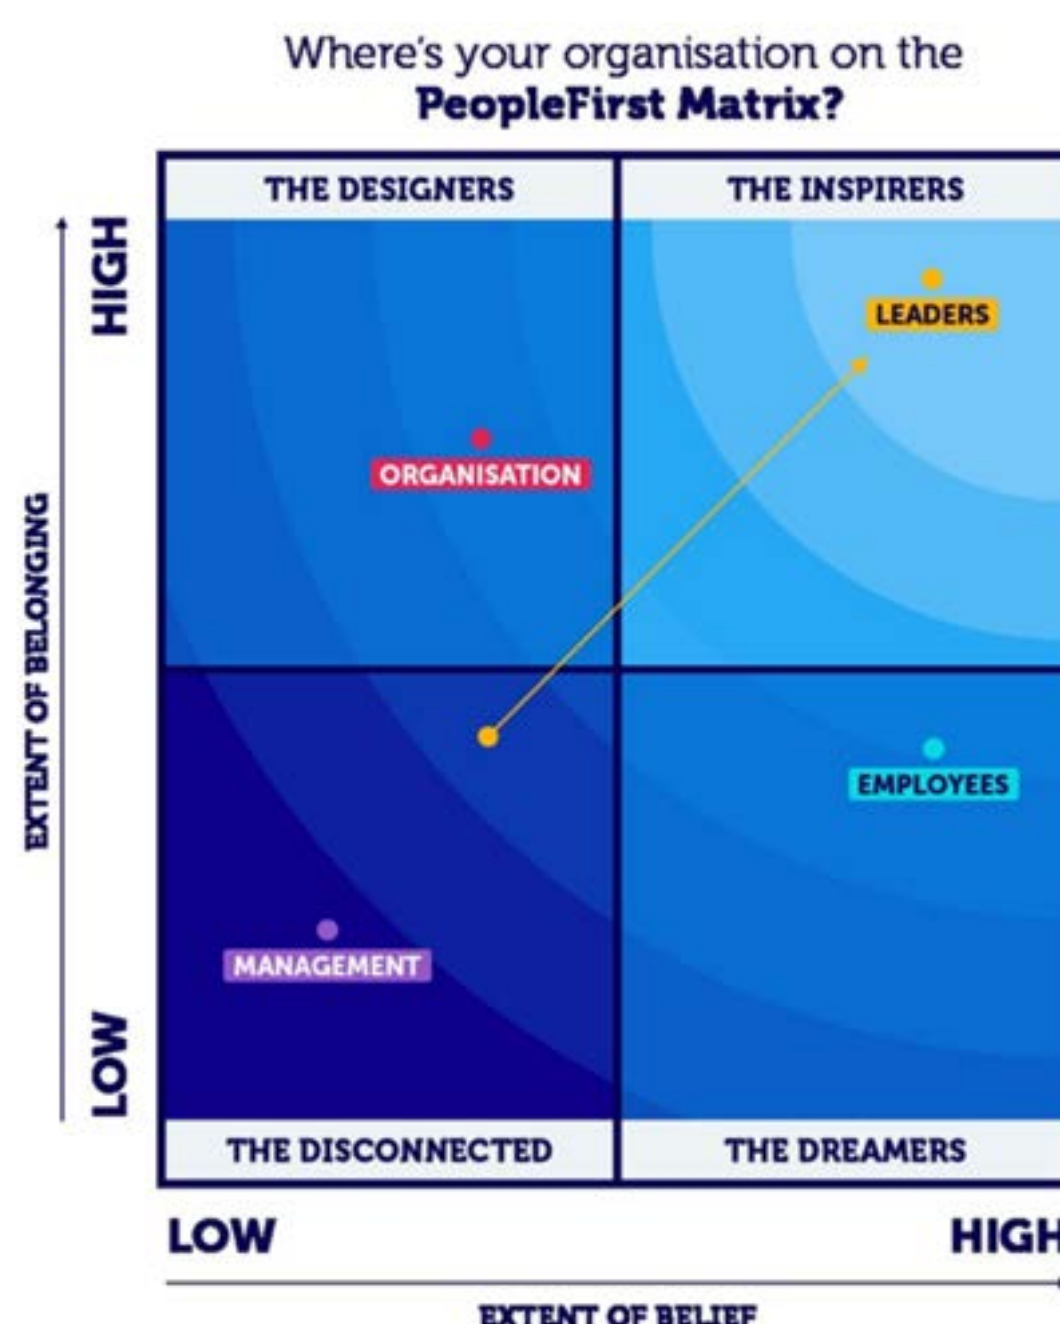 Where's your organisation on the
PeopleFirst Matrix?
THE DESIGNERS
THE INSPIRERS
HIGH
LEADERS
ORGANISATION
EXTENT OF BELONGING
EMPLOYEES
MANAGEMENT
LOW
THE DISCONNECTED
THE DREAMERS
LOW
HIGH
EXTENT OF BELIEF